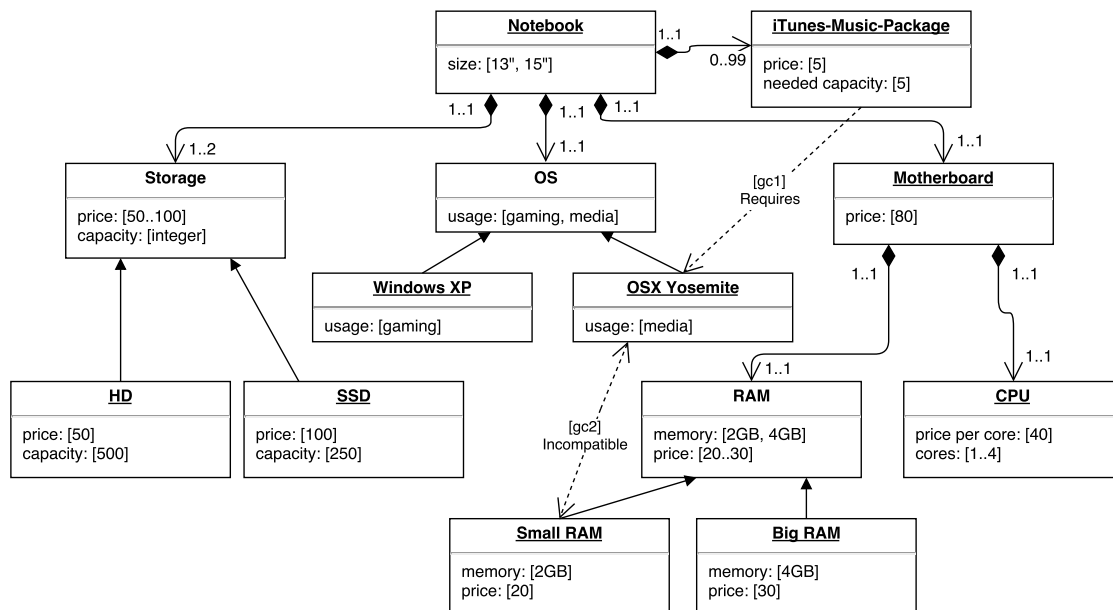 Notebook
size: [13", 15"]
1..1
0..99
iTunes-Music-Package
price: [5]
needed capacity: [5]
1..1
1..1
1..1
1..2
1..1
1..1
Storage
price: [50..100]
capacity: [integer]
OS
usage: [gaming, media]
[gc1]
Requires
Motherboard
price: [80]
1..1
1..1
Windows XP
usage: [gaming]
OSX Yosemite
usage: [media]
1..1
1..1
HD
price: [50]
capacity: [500]
SSD
price: [100]
capacity: [250]
[gc2]
Incompatible
RAM
memory: [2GB, 4GB]
price: [20..30]
CPU
price per core: [40]
cores: [1..4]
Small RAM
memory: [2GB]
price: [20]
Big RAM
memory: [4GB]
price: [30]